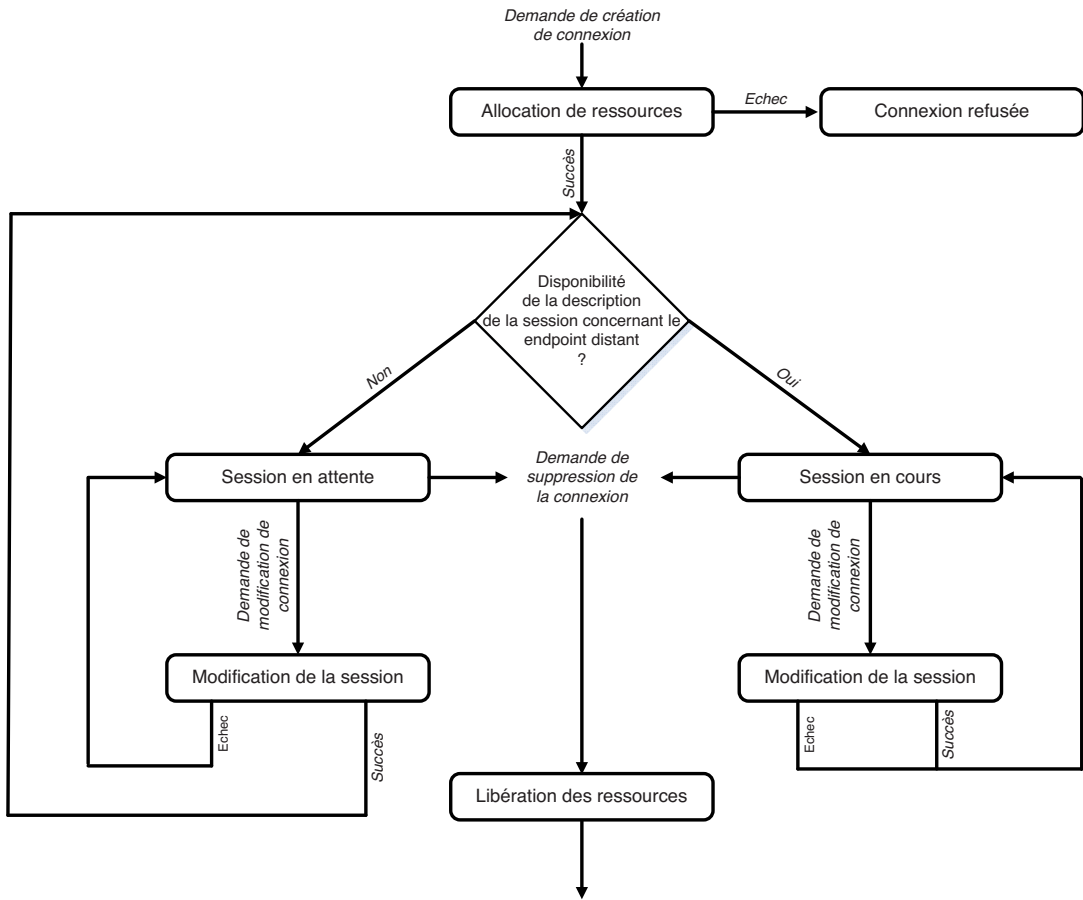 Demande de création
de connexion
Allocation de ressources
Echec
Connexion refusée
Succès
Disponibilité
de la description
de la session concernant le
endpoint distant
?
Non
Oui
Session en attente
Demande de
suppression de
la connexion
Session en cours
Demande de
modification de
connexion
Demande de
modification de
connexion
Modification de la session
Modification de la session
Echec
Succès
Echec
Succès
Libération des ressources